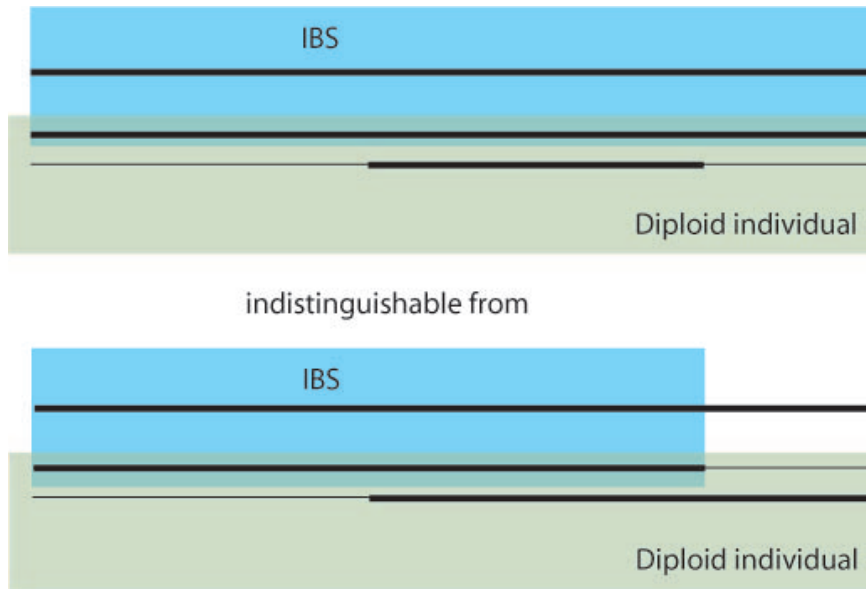 IBS
Diploid individual
indistinguishable from
IBS
Diploid individual